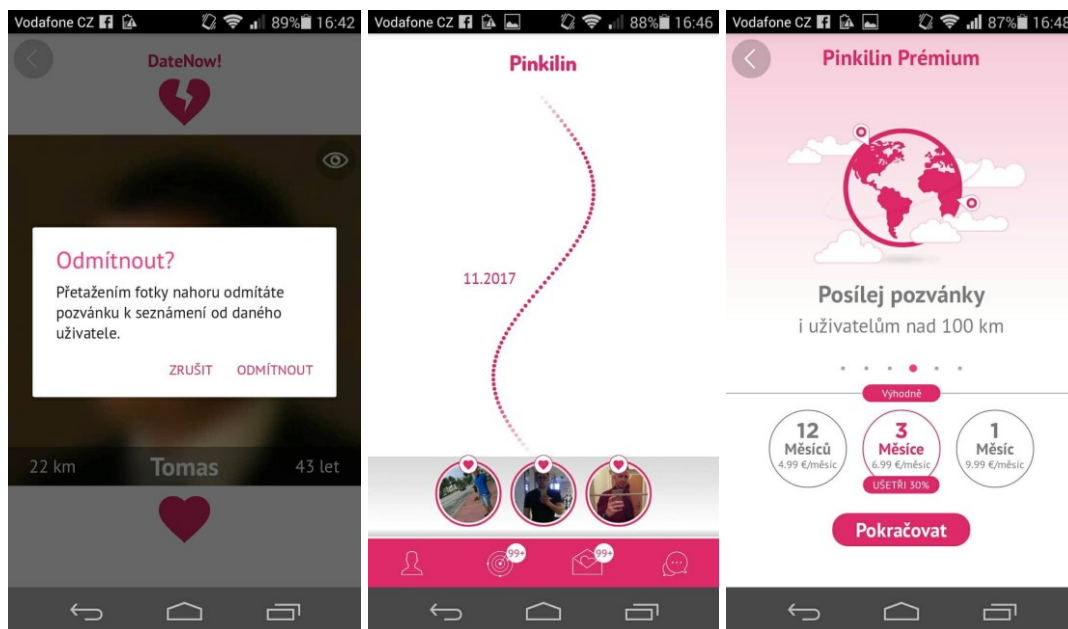 Vodafone CZ 89% 16:42
DateNow!
Odmítnout?
Přetažením fotky nahoru odmítáte
pozvánku k seznámení od daného
uživatele.
ZRUŠIT ODMÍTNOUT
22 km Tomas 43 let
Vodafone CZ 88% 16:46
Pinkilin
11.2017
99+ 99+
Vodafone CZ 87% 16:48
Pinkilin Prémium
Posílej pozvánky
i uživatelům nad 100 km
Výhodně
12 3 1
Měsíců Měsíce Měsíc
4.99 €/měsíc 6.99 €/měsíc 9.99 €/měsíc
UŠETŘI 30%
Pokračovat